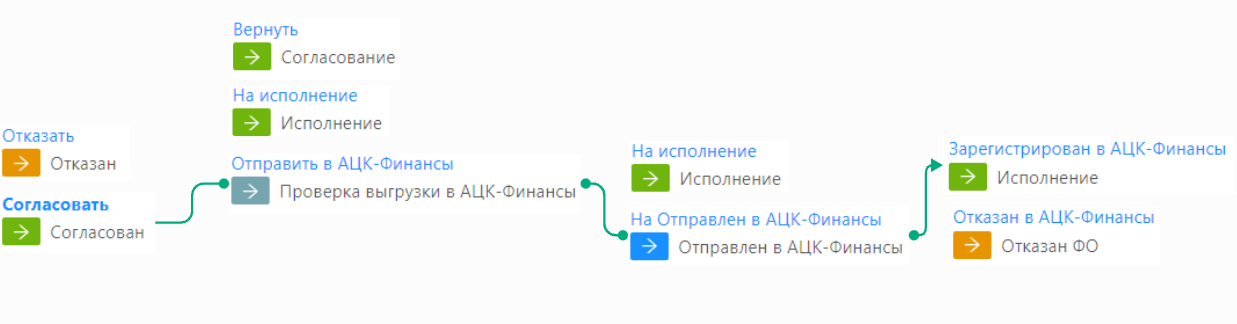 Отказать
Отказан
Согласовать
Согласован
Вернуть
Согласование
На исполнение
Исполнение
Отправить в АЦК-Финансы
Проверка выгрузки в АЦК-Финансы
На исполнение
Исполнение
На Отправлен в АЦК-Финансы
Отправлен в АЦК-Финансы
Зарегистрирован в АЦК-Финансы
Исполнение
Отказан в АЦК-Финансы
Отказан ФО